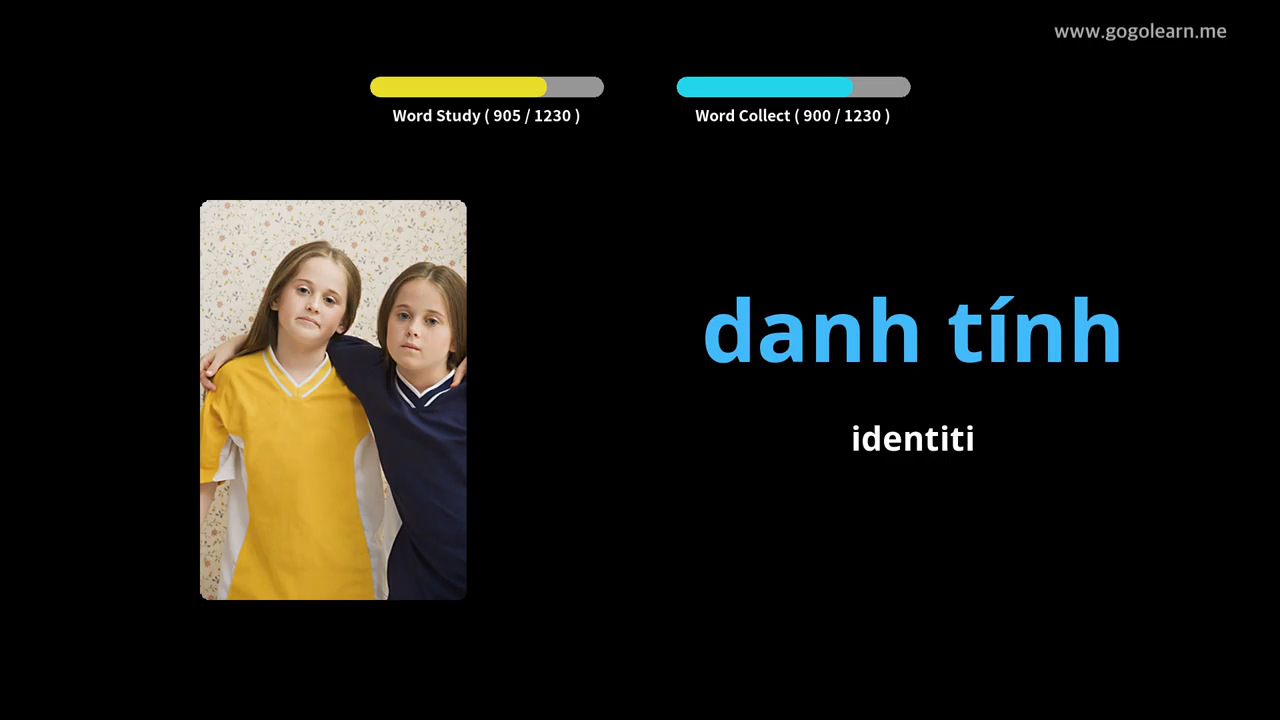 www.gogolearn.me
Word Study ( 905 / 1230 )
Word Collect ( 900 / 1230 )
danh tính
identiti